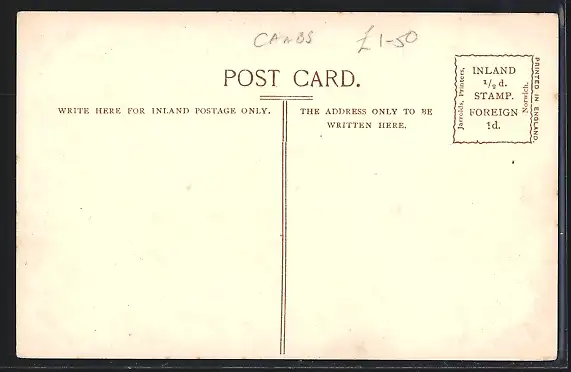 CAMBS £1-50
POST CARD.
WRITE HERE FOR INLAND POSTAGE ONLY.
THE ADDRESS ONLY TO BE
WRITTEN HERE.
Jarrolds, Printers,
INLAND
½d.
STAMP.
FOREIGN
1d.
Norwich.
PRINTED IN ENGLAND.